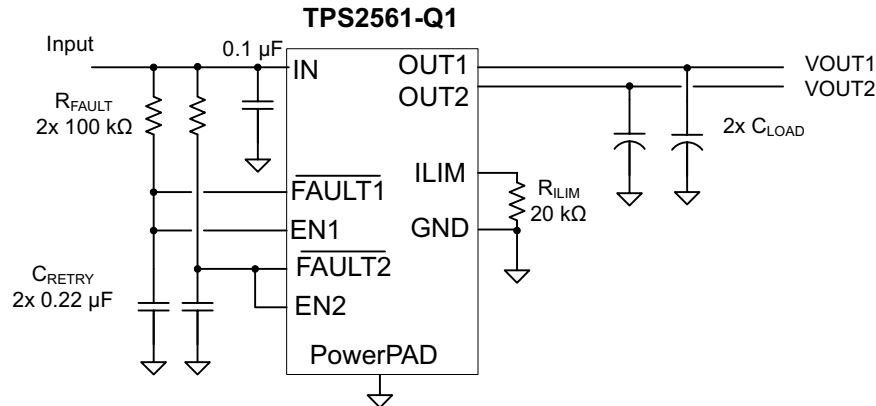 TPS2561-Q1
Input
0.1 µF
IN
OUT1
VOUT1
OUT2
VOUT2
RFAULT
2x 100 kΩ
2x CLOAD
ILIM
RILIM
20 kΩ
FAULT1
EN1
GND
FAULT2
CRETRY
2x 0.22 µF
EN2
PowerPAD